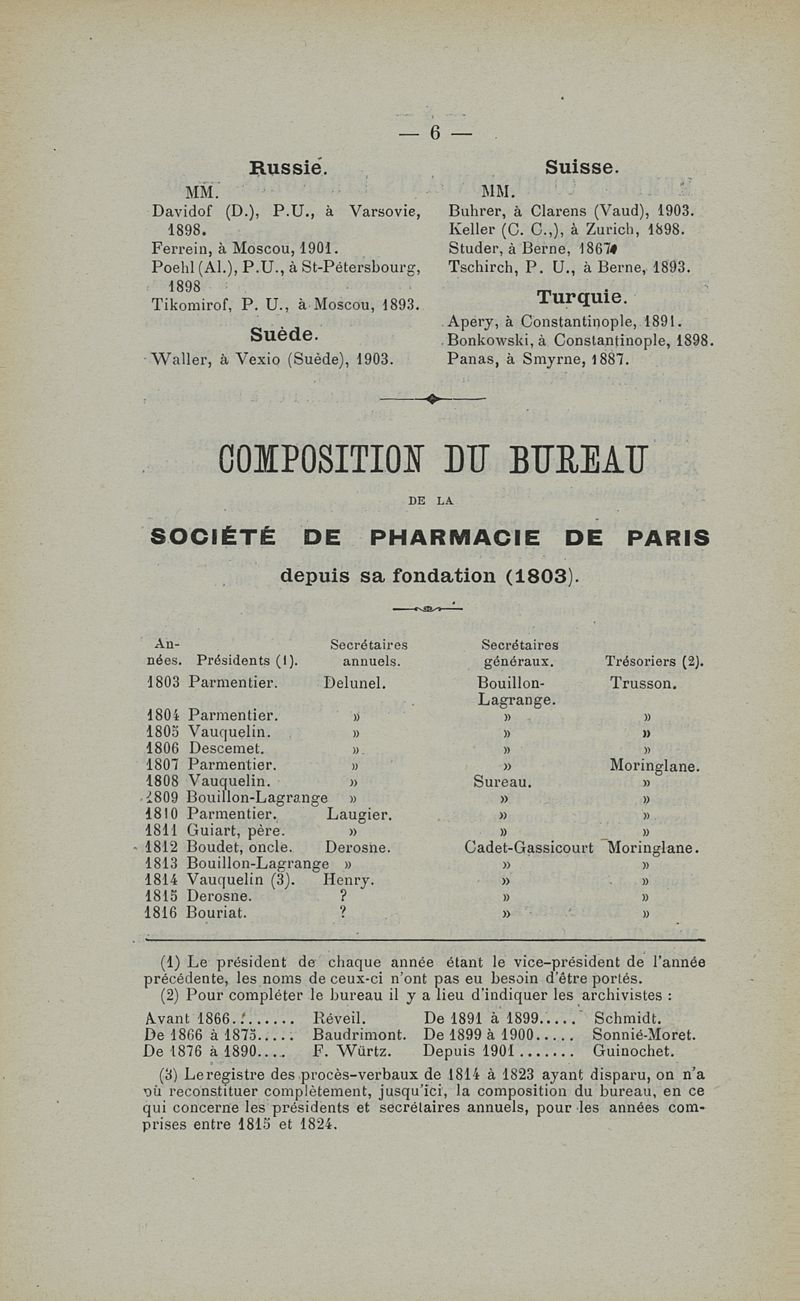 — 6 —
Russie.
MM.
Davidof (D.), P.U., à Varsovie,
1898.
Ferrein, à Moscou, 1901.
Poehl (Al.), P.U., à St-Pétersbourg,
1898
Tikomirof, P. U., à Moscou, 1893.
Suède.
Waller, à Vexio (Suède), 1903.
Suisse.
MM.
Buhrer, à Clarens (Vaud), 1903.
Keller (C. C.,), à Zurich, 1898.
Studer, à Berne, 1867
Tschirch, P. U., à Berne, 1893.
Turquie.
Apéry, à Constantinople, 1891.
Bonkowski, à Constantinople, 1898.
Panas, à Smyrne, 1887.
COMPOSITION DU BUREAU
DE LA
SOCIÉTÉ DE PHARMACIE DE PARIS
depuis sa fondation (1803).
An- Secrétaires Secrétaires
nées. Présidents (1). annuels. généraux. Trésoriers (2).
1803 Parmentier. Delunel. Bouillon- Trusson.
Lagrange.
1804 Parmentier. » » »
1805 Vauquelin. » » »
1806 Descemet. » » »
1807 Parmentier. » » Moringlane.
1808 Vauquelin. » Sureau. »
1809 Bouillon-Lagrange » » »
1810 Parmentier. Laugier. » »
1811 Guiart, père. » » »
1812 Boudet, oncle. Derosne. Cadet-Gassicourt Moringlane.
1813 Bouillon-Lagrange » » »
1814 Vauquelin (3). Henry. » »
1815 Derosne. ? » »
1816 Bouriat. ? » »
(1) Le président de chaque année étant le vice-président de l'année
précédente, les noms de ceux-ci n'ont pas eu besoin d'être portés.
(2) Pour compléter le bureau il y a lieu d'indiquer les archivistes :
Avant 1866........ Réveil. De 1891 à 1899..... Schmidt.
De 1866 à 1875..... Baudrimont. De 1899 à 1900..... Sonnié-Moret.
De 1876 à 1890.... F. Würtz. Depuis 1901....... Guinochet.
(3) Le registre des procès-verbaux de 1814 à 1823 ayant disparu, on n'a
pù reconstituer complètement, jusqu'ici, la composition du bureau, en ce
qui concerne les présidents et secrétaires annuels, pour les années com-
prises entre 1815 et 1824.